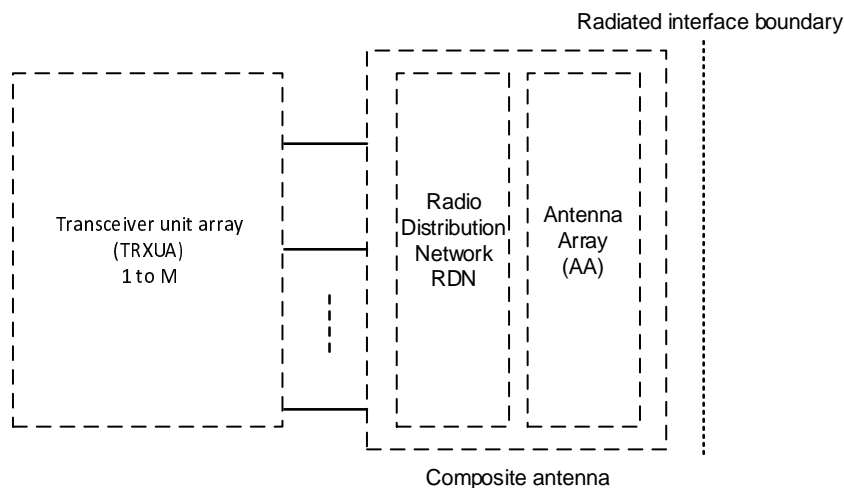 Radiated interface boundary
Transceiver unit array
(TRXUA)
1 to M
Radio
Distribution
Network
RDN
Antenna
Array
(AA)
Composite antenna